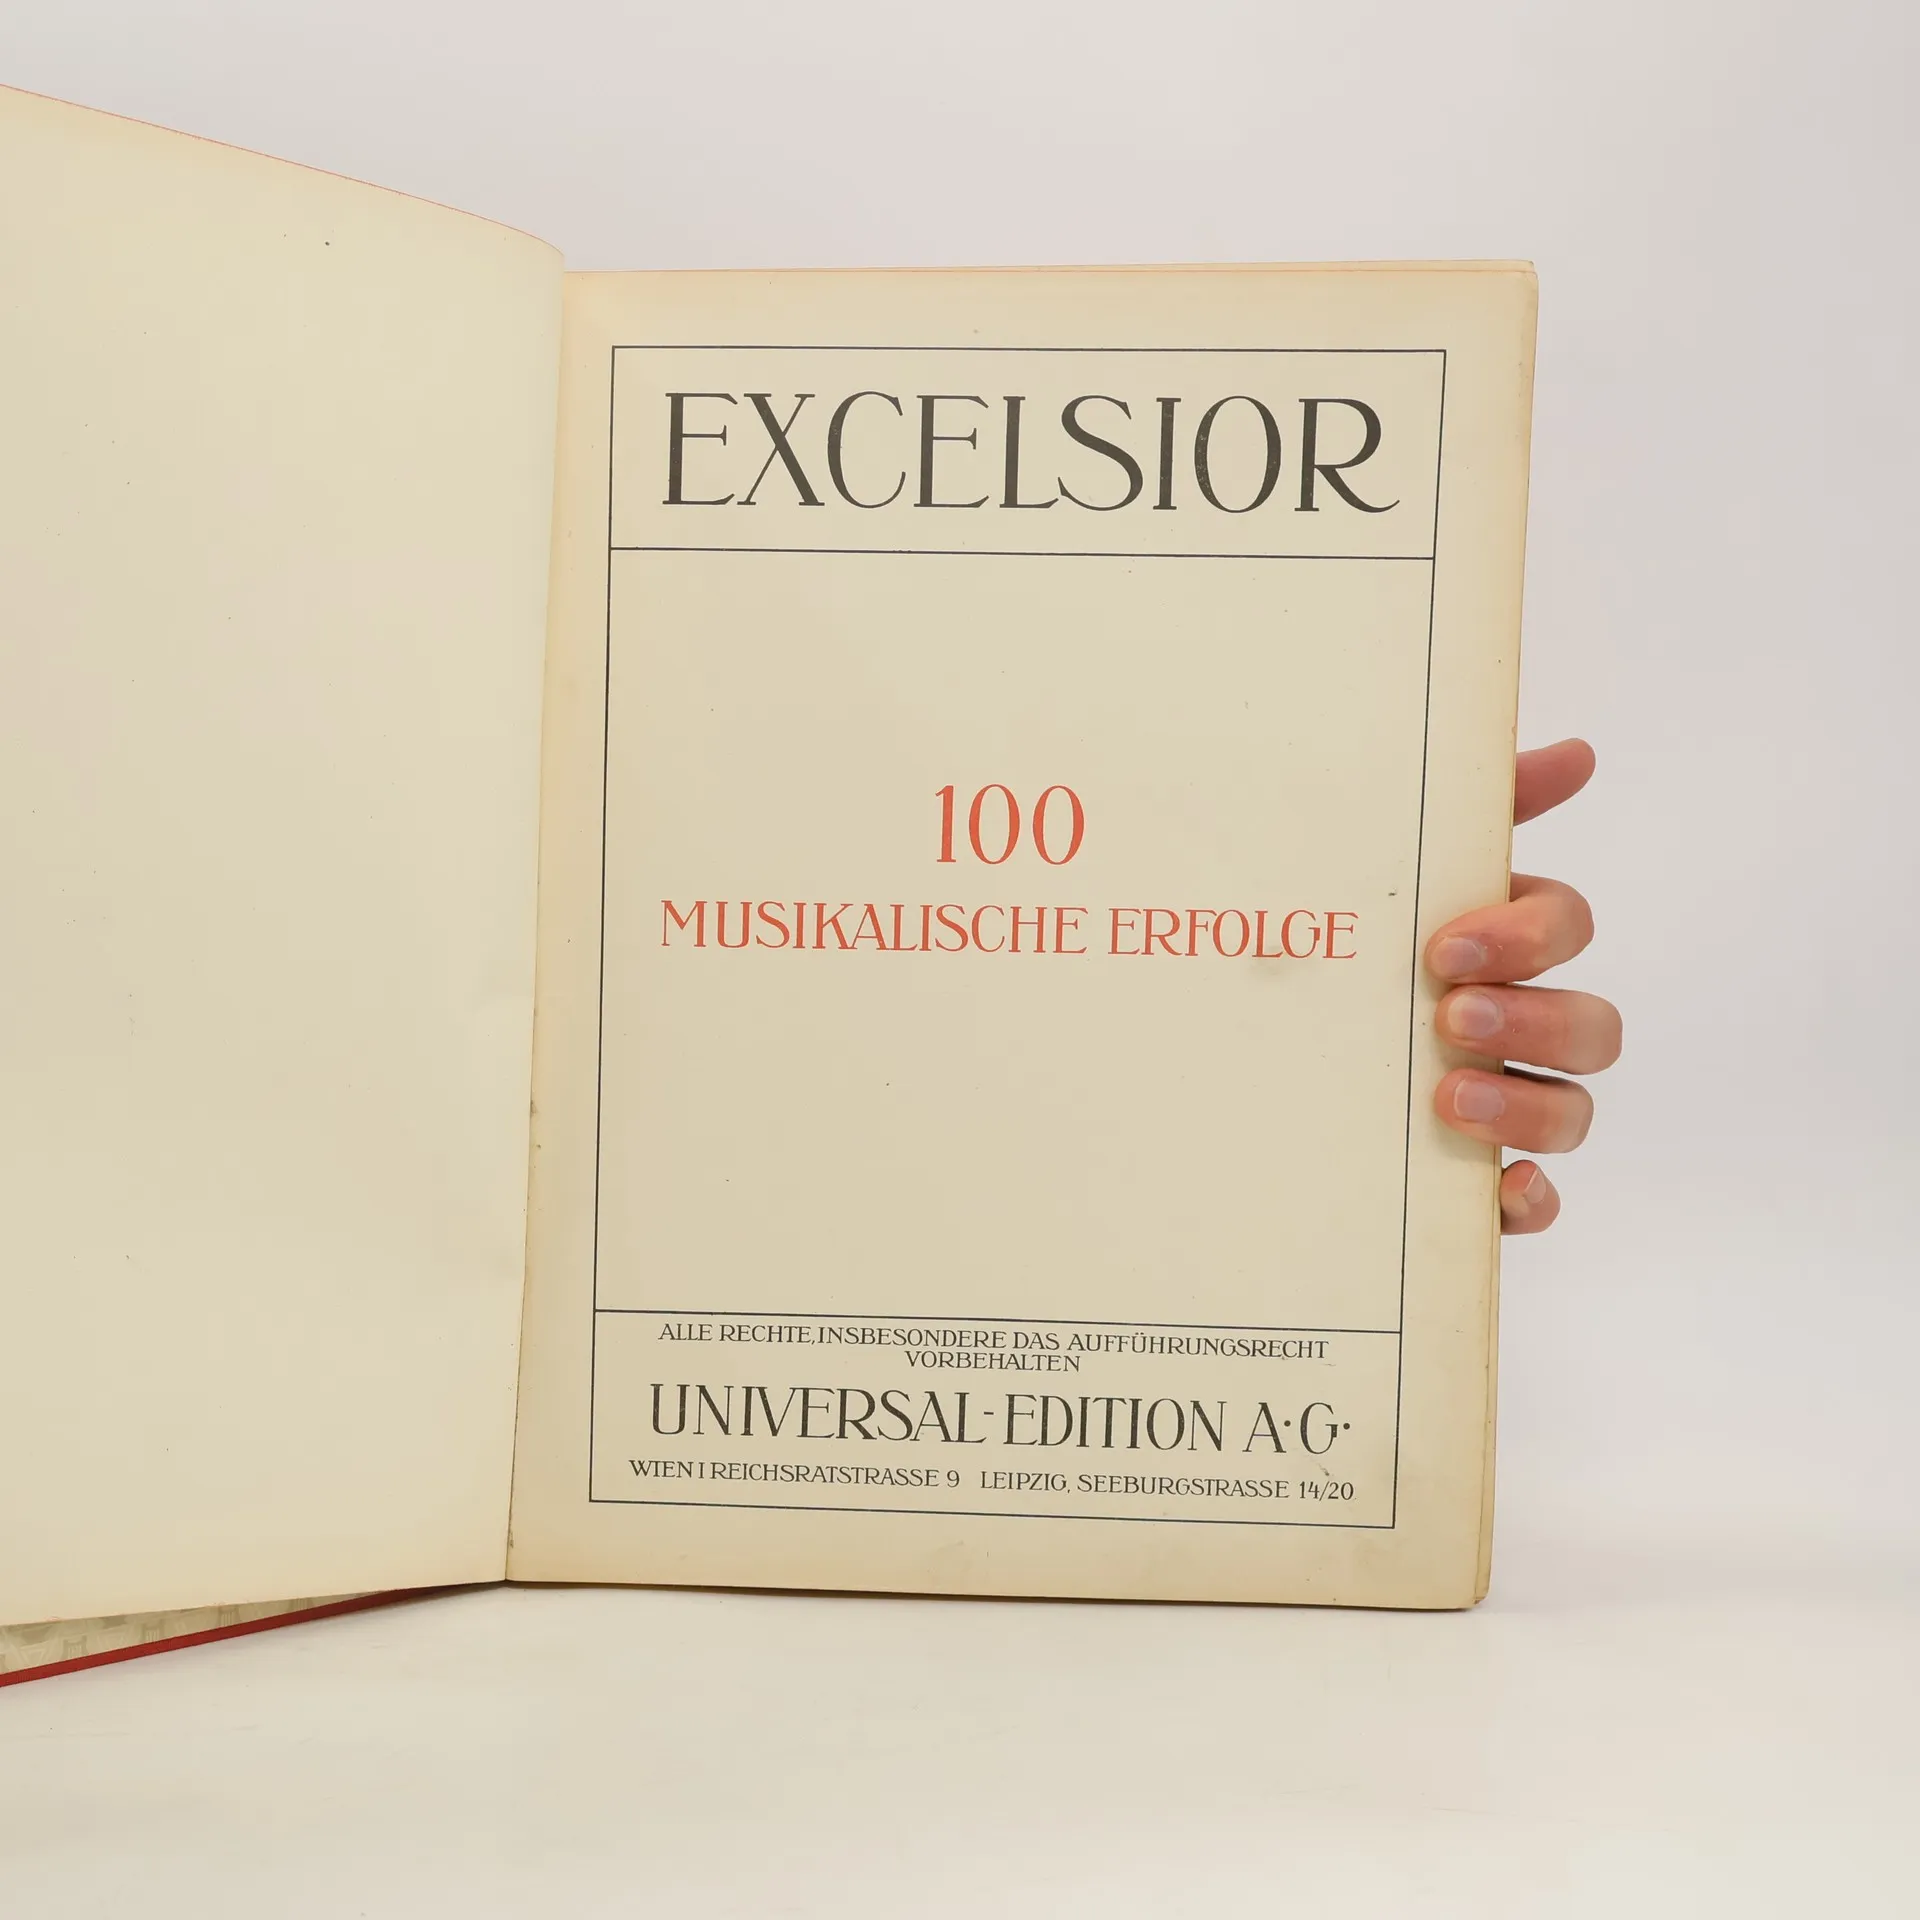 EXCELSIOR
100
MUSIKALISCHE ERFOLGE
ALLE RECHTE, INSBESONDERE DAS AUFFÜHRUNGSRECHT
VORBEHALTEN
UNIVERSAL-EDITION A·G·
WIEN I REICHSRATSTRASSE 9 LEIPZIG, SEEBURGSTRASSE 14/20